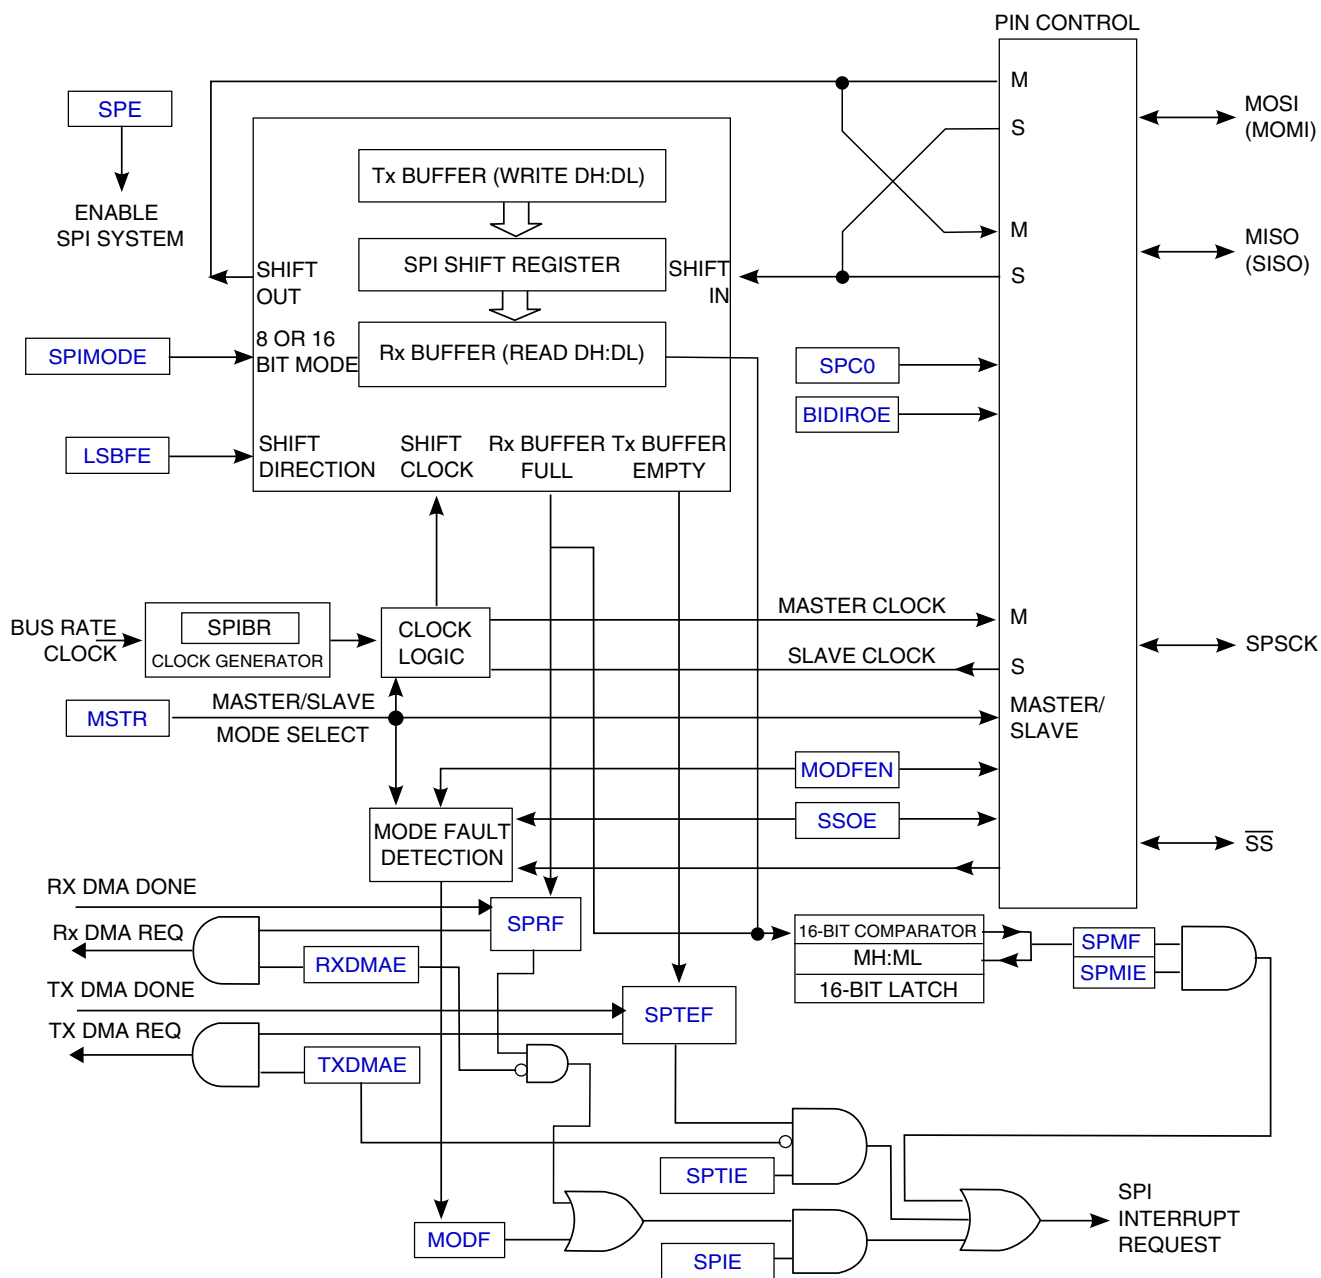 PIN CONTROL
SPE
ENABLE
SPI SYSTEM
Tx BUFFER (WRITE DH:DL)
SPI SHIFT REGISTER
Rx BUFFER (READ DH:DL)
SHIFT
OUT
SHIFT
IN
8 OR 16
BIT MODE
SPIMODE
LSBFE
SHIFT
DIRECTION
SHIFT
CLOCK
Rx BUFFER
FULL
Tx BUFFER
EMPTY
M
S
M
S
MOSI
(MOMI)
MISO
(SISO)
SPC0
BIDIROE
BUS RATE
CLOCK
SPIBR
CLOCK GENERATOR
CLOCK
LOGIC
MASTER CLOCK
M
SLAVE CLOCK
S
SPSCK
MSTR
MASTER/SLAVE
MODE SELECT
MASTER/
SLAVE
MODFEN
SSOE
MODE FAULT
DETECTION
SS
RX DMA DONE
Rx DMA REQ
SPRF
RXDMAE
TX DMA DONE
TX DMA REQ
SPTEF
TXDMAE
16-BIT COMPARATOR
MH:ML
16-BIT LATCH
SPMF
SPMIE
SPTIE
MODF
SPIE
SPI
INTERRUPT
REQUEST